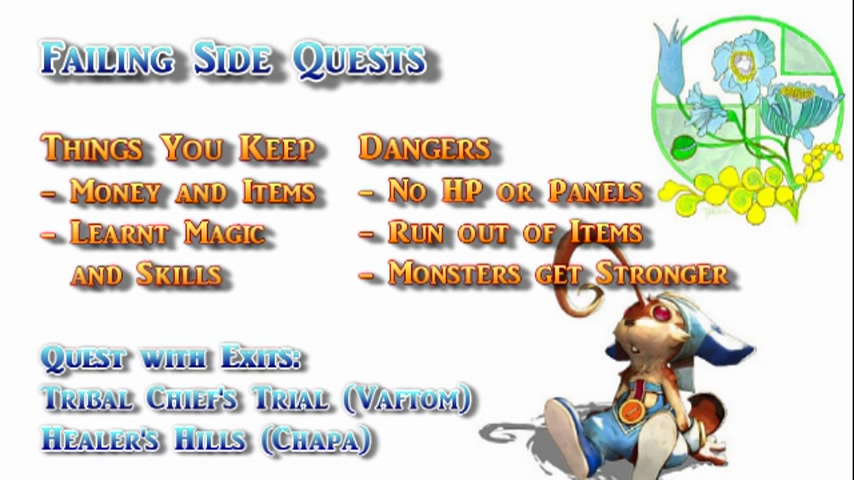 Failing Side Quests
Things You Keep
- Money and Items
- Learnt Magic
and Skills
Dangers
- No HP or Panels
- Run out of Items
- Monsters get Stronger
Quest with Exits:
Tribal Chief's Trial (Vaftom)
Healer's Hills (Chapa)